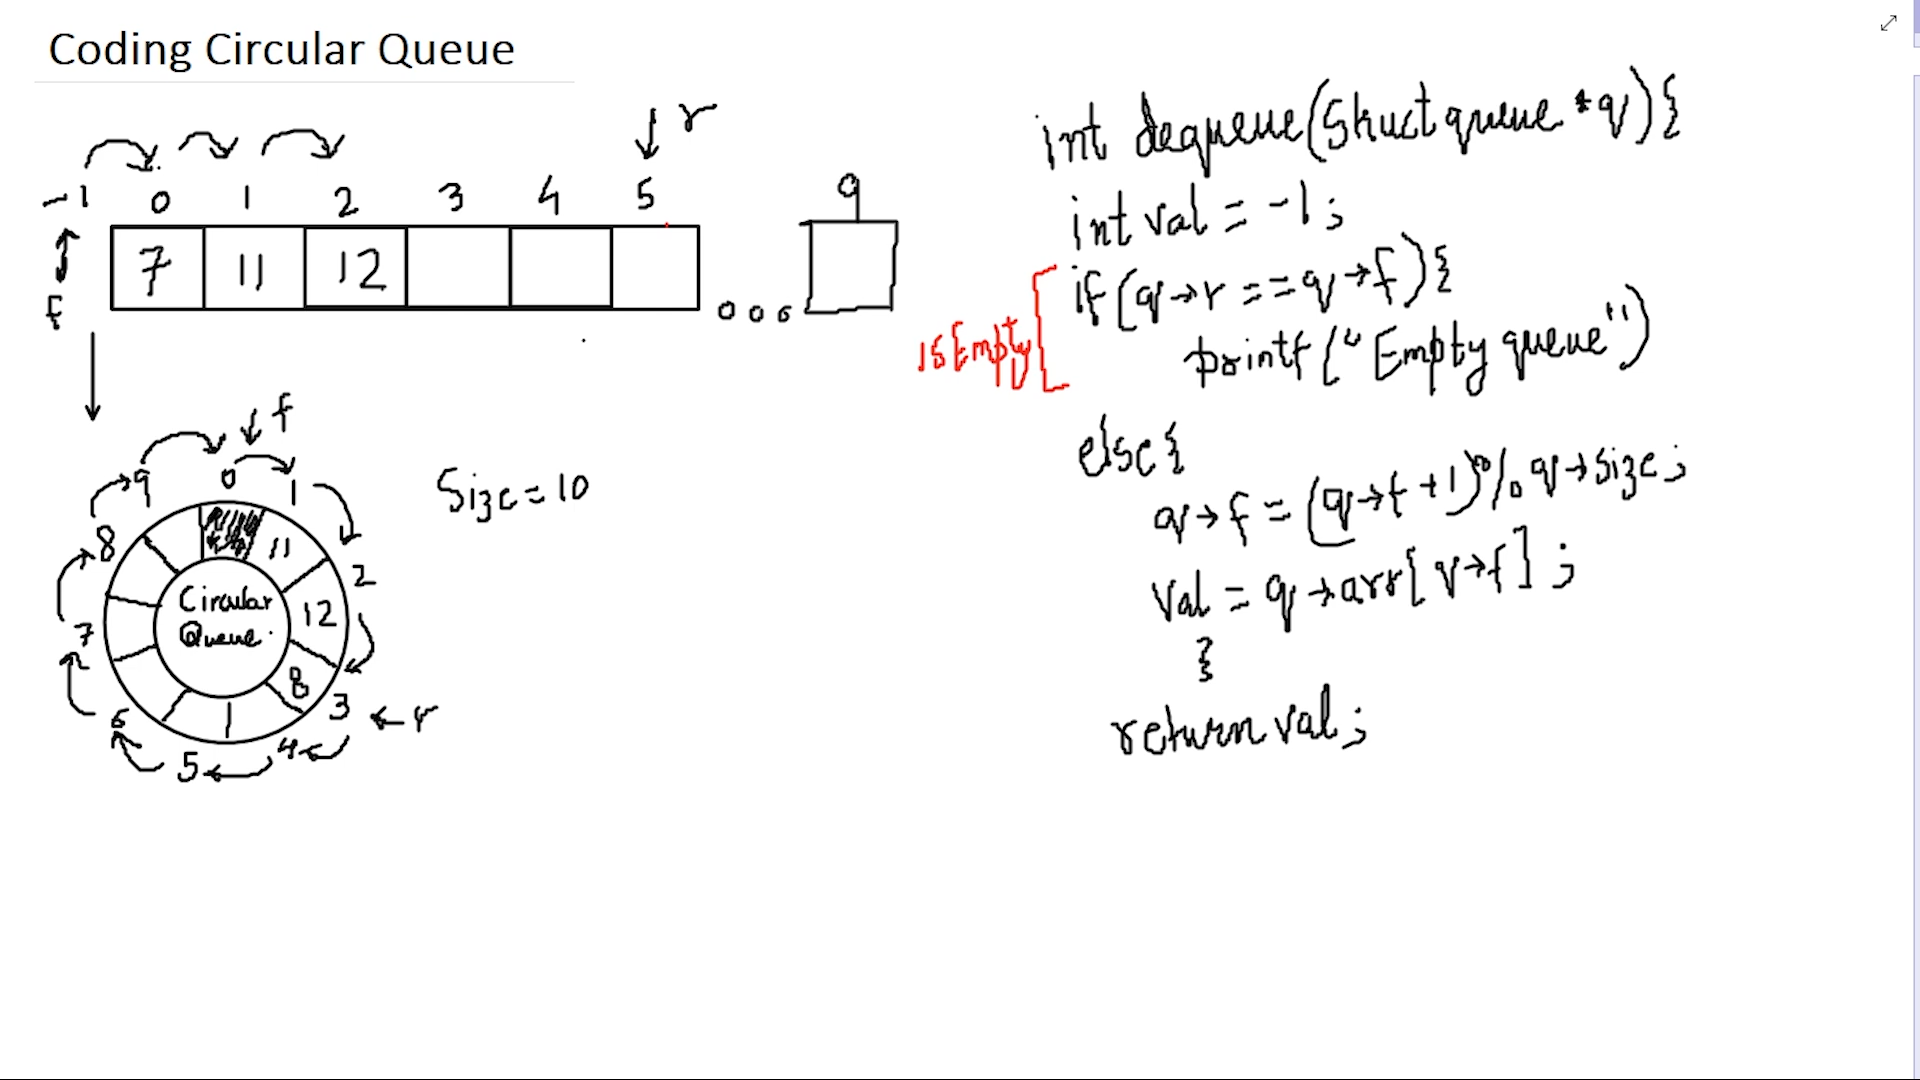 Coding Circular Queue
r
-1 0 1 2 3 4 5 9
7 11 12
f
f
Size = 10
0 1 2 3 4 5 6 7 8 9
11
12
8
Circular
Queue
r
int dequeue(struct queue *q){
int val = -1;
isEmpty
if(q→r == q→f){
printf("Empty queue")
else{
q→f = (q→f+1)% q→size;
val = q→arr[q→f];
}
return val;